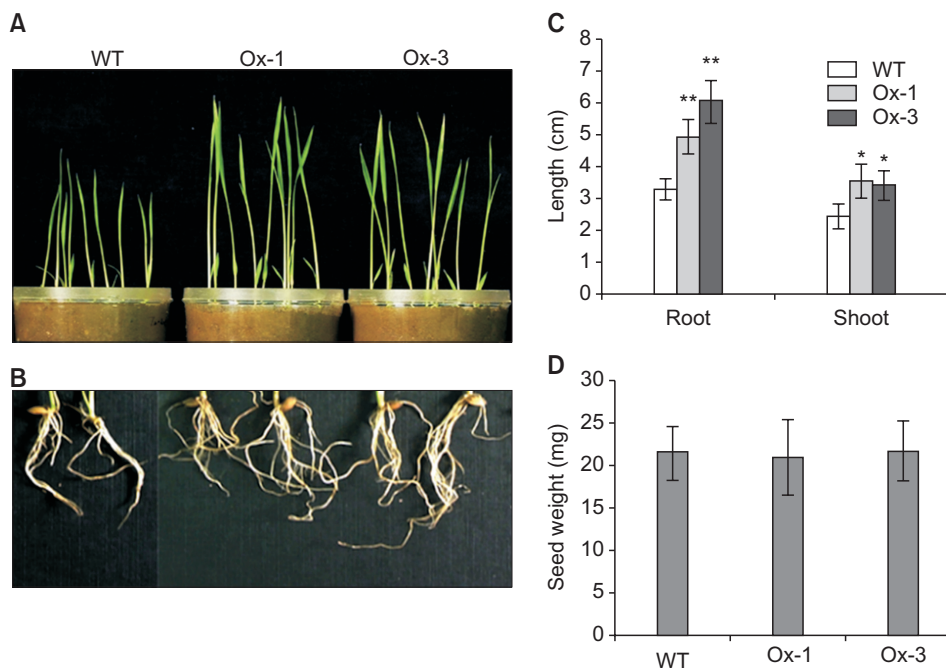 A
WT Ox-1 Ox-3
B
C
Length (cm)
8
7
6
5
4
3
2
1
0
** **
* *
WT
Ox-1
Ox-3
Root Shoot
D
Seed weight (mg)
30
25
20
15
10
5
0
WT Ox-1 Ox-3